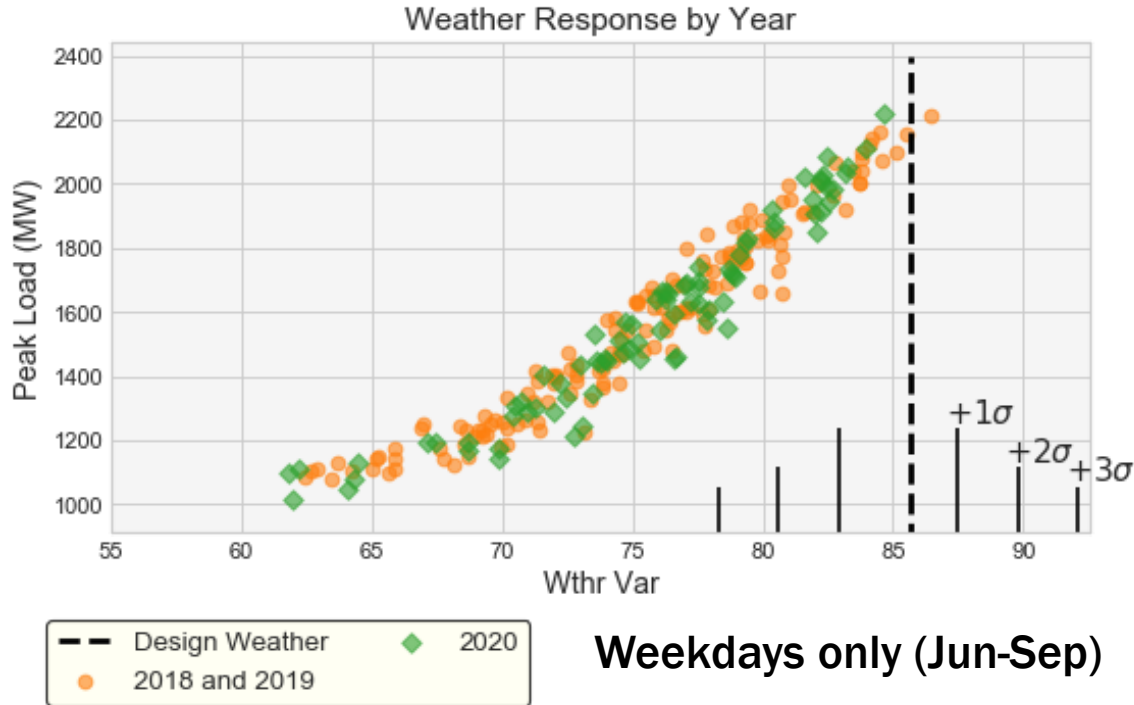 Weather Response by Year
Peak Load (MW)
2400
2200
2000
1800
1600
1400
1200
1000
+1σ
+2σ
+3σ
55 60 65 70 75 80 85 90
Wthr Var
Design Weather
2020
2018 and 2019
Weekdays only (Jun-Sep)